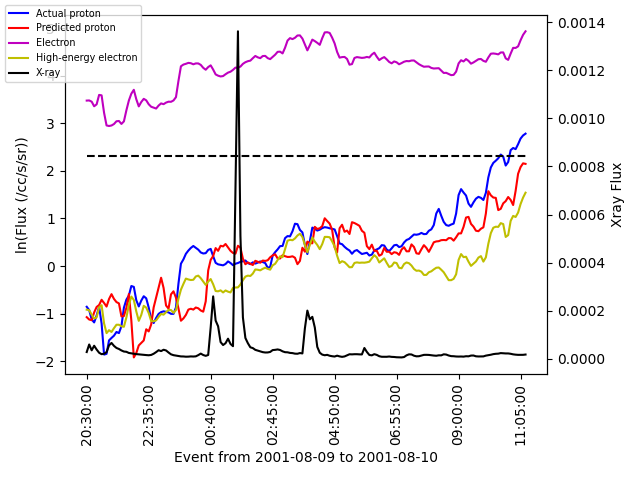 Actual proton
Predicted proton
Electron
High-energy electron
X-ray
ln(Flux (/cc/s/sr))
3
2
1
0
−1
−2
0.0014
0.0012
0.0010
0.0008
0.0006
0.0004
0.0002
0.0000
Xray Flux
20:30:00
22:35:00
00:40:00
02:45:00
04:50:00
06:55:00
09:00:00
11:05:00
Event from 2001-08-09 to 2001-08-10